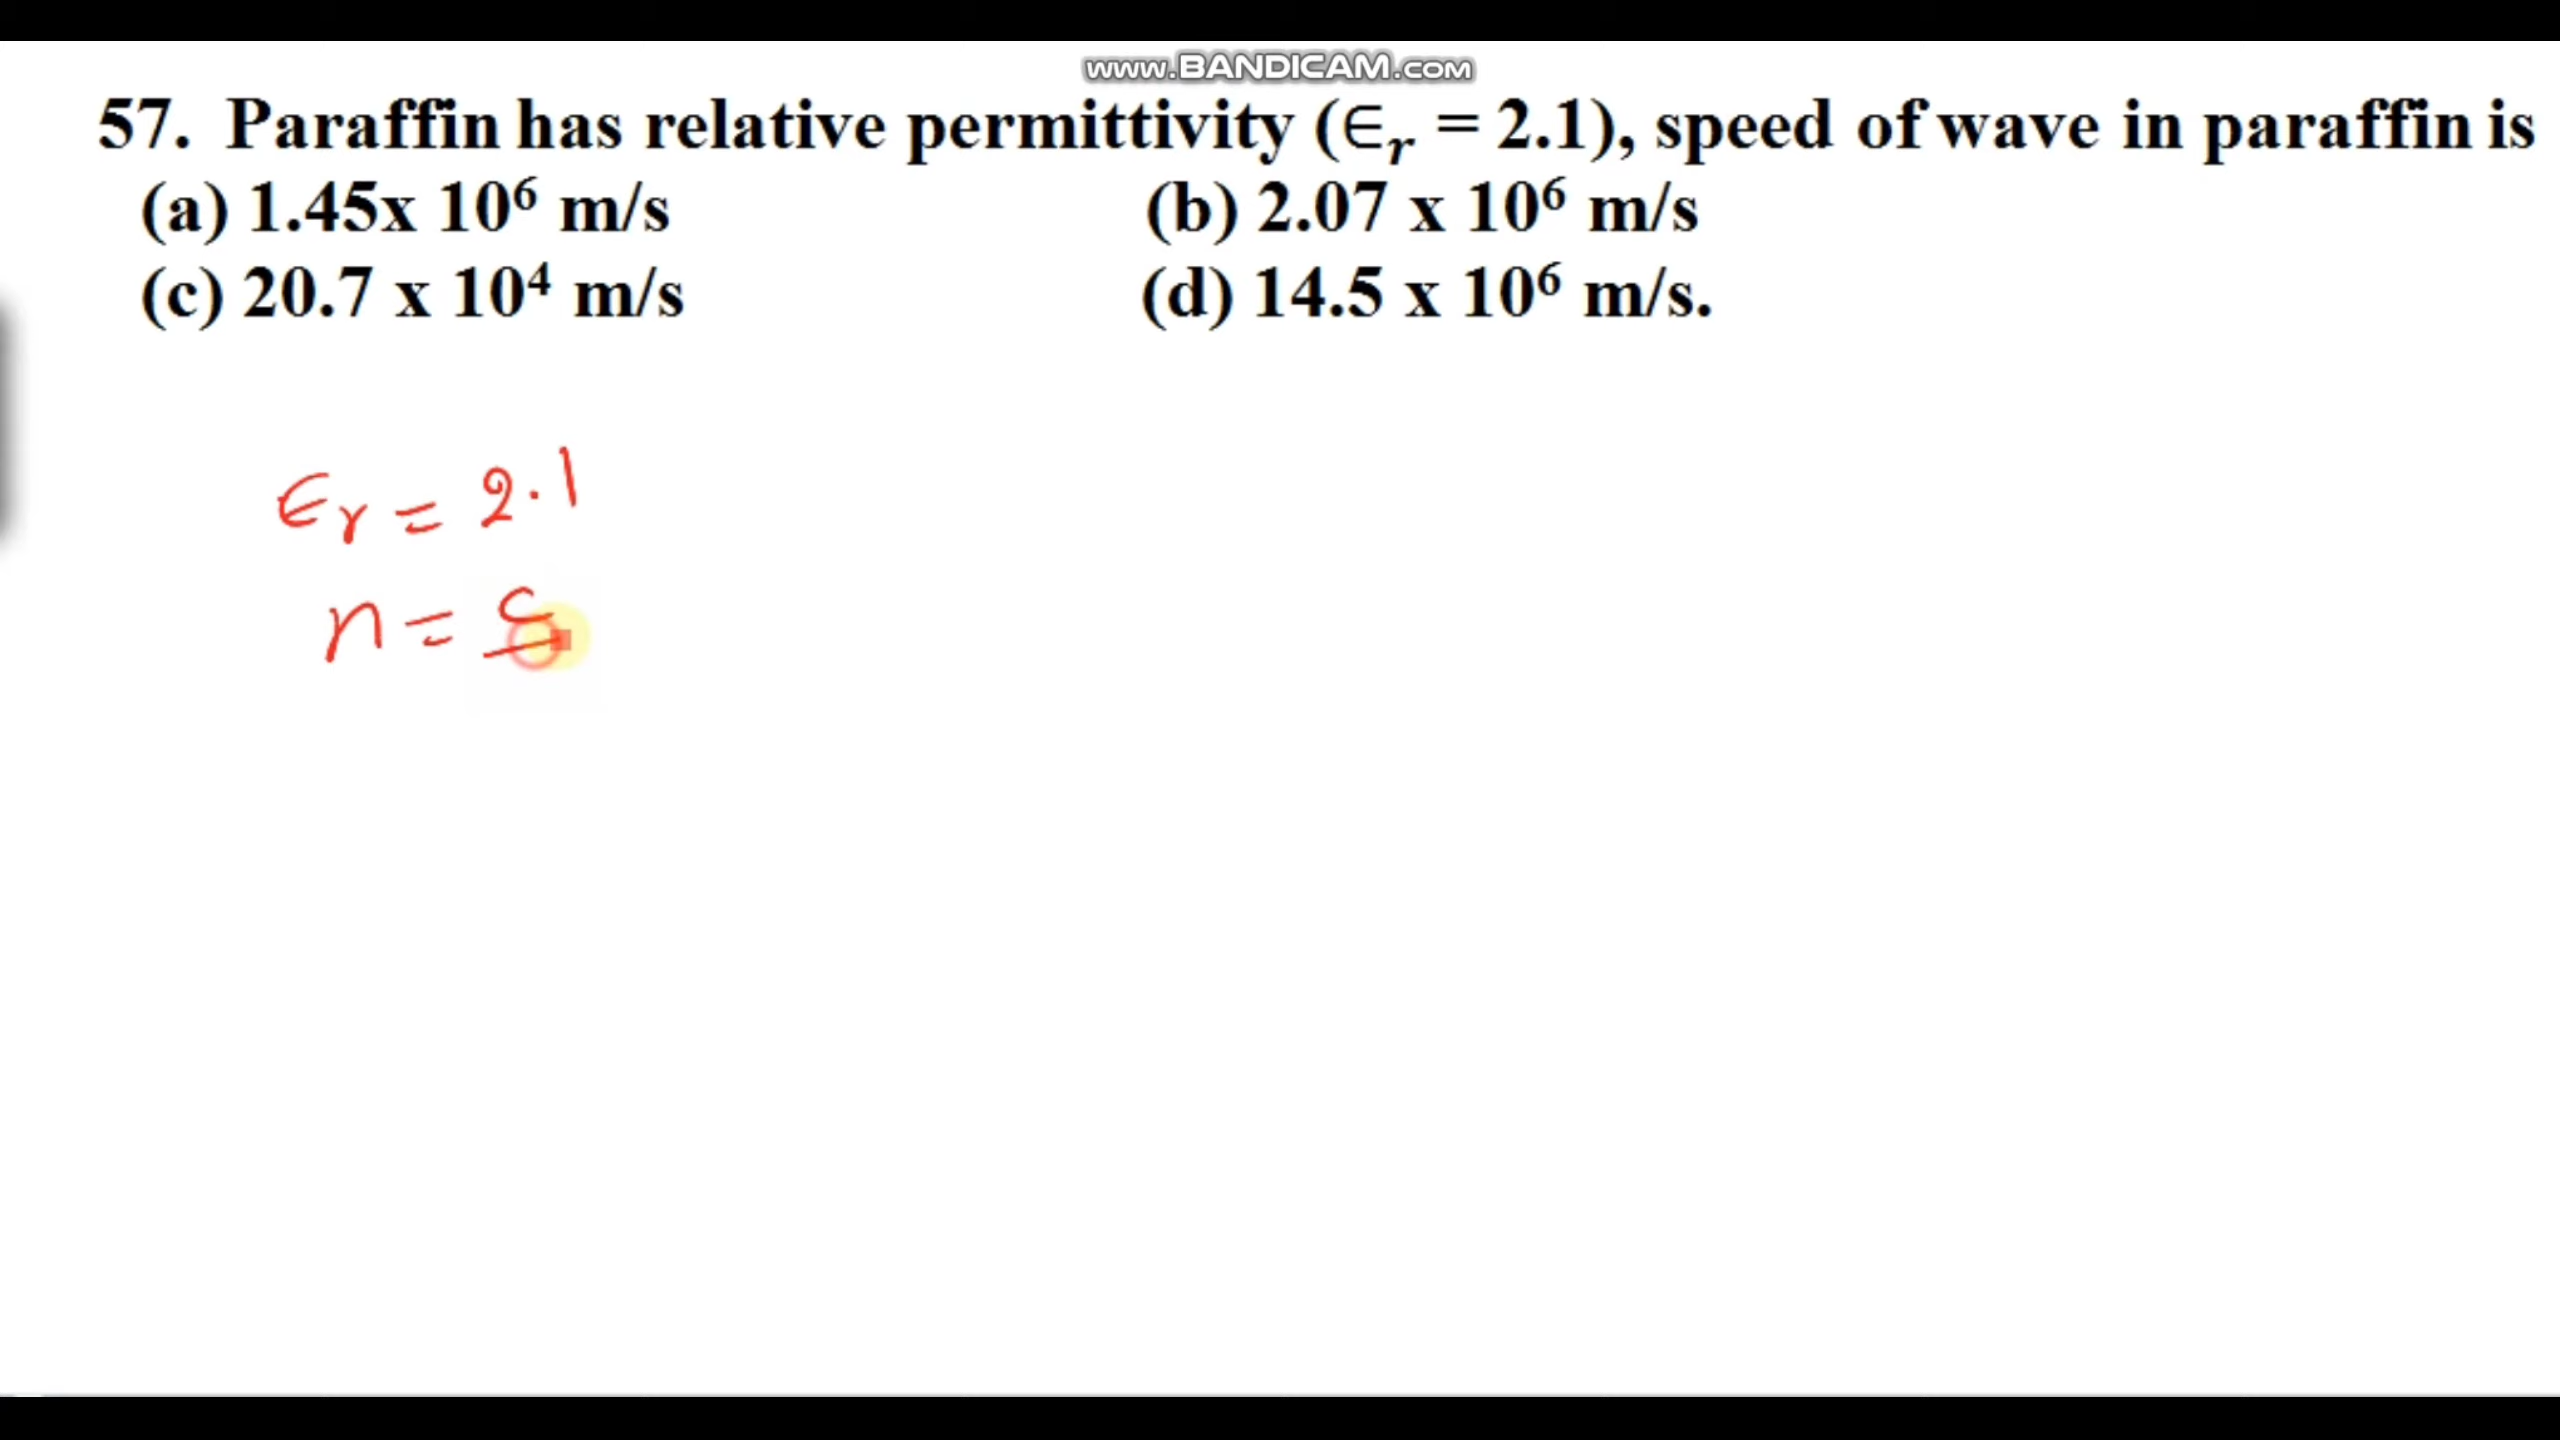 www.BANDICAM.com
57. Paraffin has relative permittivity (∈r = 2.1), speed of wave in paraffin is
(a) 1.45x 10⁶ m/s (b) 2.07 x 10⁶ m/s
(c) 20.7 x 10⁴ m/s (d) 14.5 x 10⁶ m/s.
∈r = 2.1
n = c